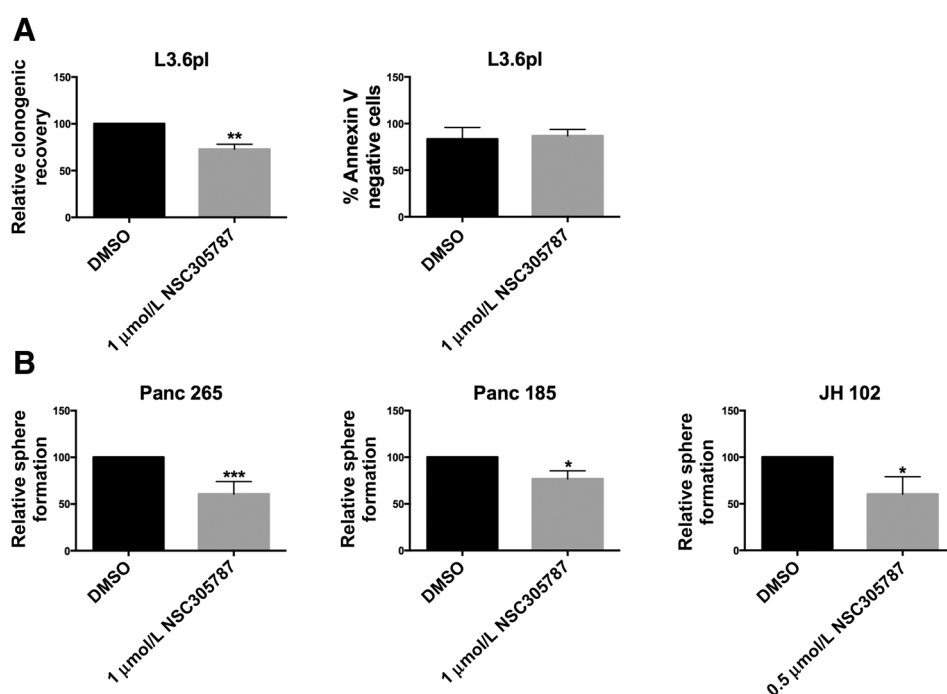 A
L3.6pl
Relative clonogenic
recovery
150
100
50
0
**
DMSO
1 μmol/L NSC305787
L3.6pl
% Annexin V
negative cells
150
100
50
0
DMSO
1 μmol/L NSC305787
B
Panc 265
Relative sphere
formation
150
100
50
0
***
DMSO
1 μmol/L NSC305787
Panc 185
Relative sphere
formation
150
100
50
0
*
DMSO
1 μmol/L NSC305787
JH 102
Relative sphere
formation
150
100
50
0
*
DMSO
0.5 μmol/L NSC305787